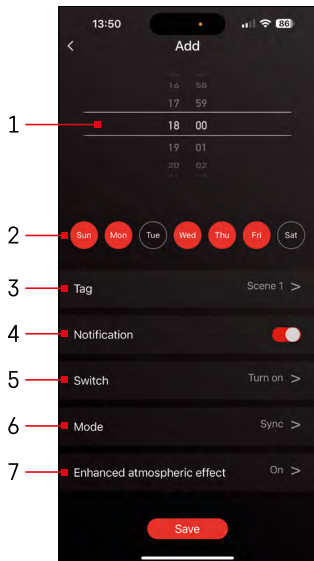 13:50 86
< Add
16 58
17 59
1 18 00
19 01
20 02
2 Sun Mon Tue Wed Thu Fri Sat
3 Tag Scene 1 >
4 Notification
5 Switch Turn on >
6 Mode Sync >
7 Enhanced atmospheric effect On >
Save